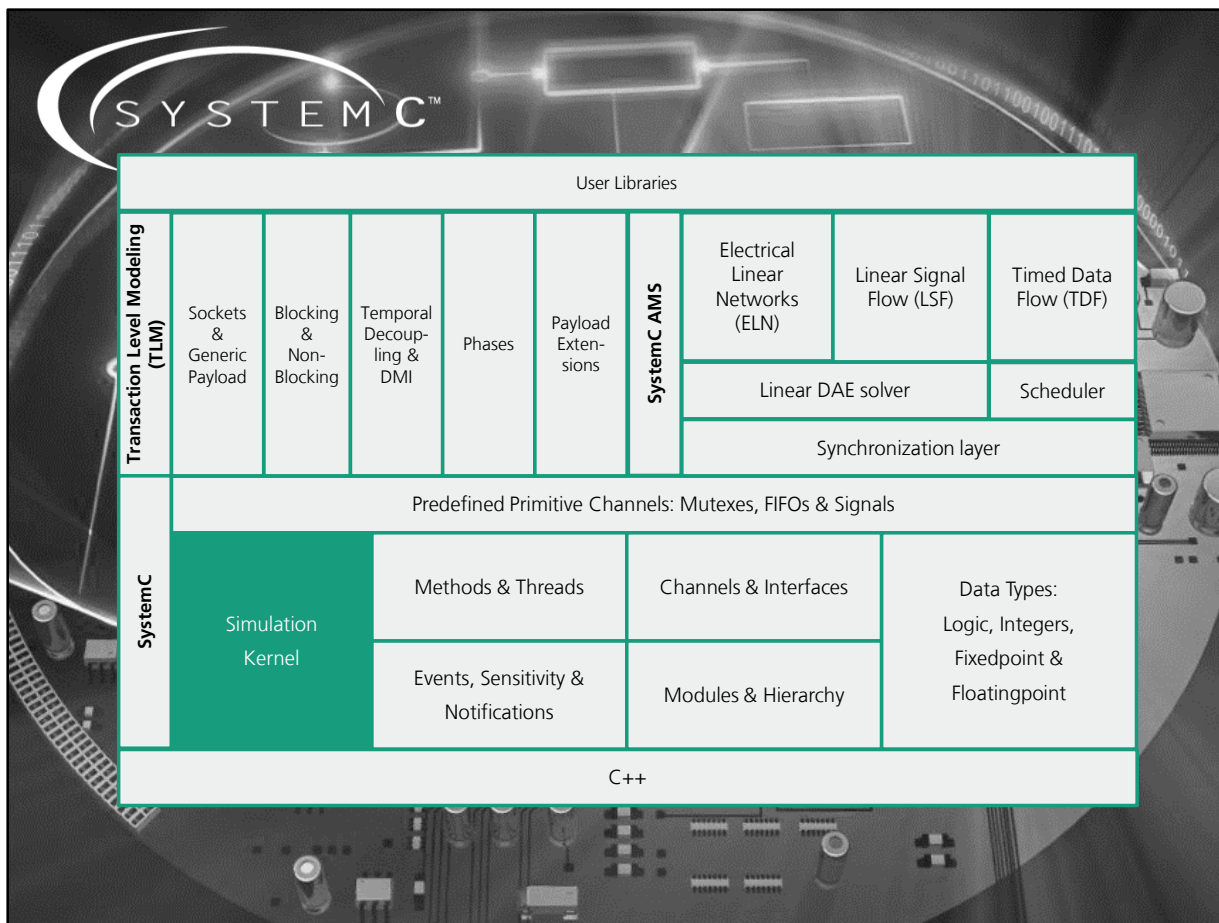 SYSTEMC™
User Libraries
Transaction Level Modeling
(TLM)
Sockets
&
Generic
Payload
Blocking
&
Non-
Blocking
Temporal
Decoup-
ling &
DMI
Phases
Payload
Exten-
sions
SystemC AMS
Electrical
Linear
Networks
(ELN)
Linear Signal
Flow (LSF)
Timed Data
Flow (TDF)
Linear DAE solver
Scheduler
Synchronization layer
SystemC
Predefined Primitive Channels: Mutexes, FIFOs & Signals
Simulation
Kernel
Methods & Threads
Channels & Interfaces
Data Types:
Logic, Integers,
Fixedpoint &
Floatingpoint
Events, Sensitivity &
Notifications
Modules & Hierarchy
C++